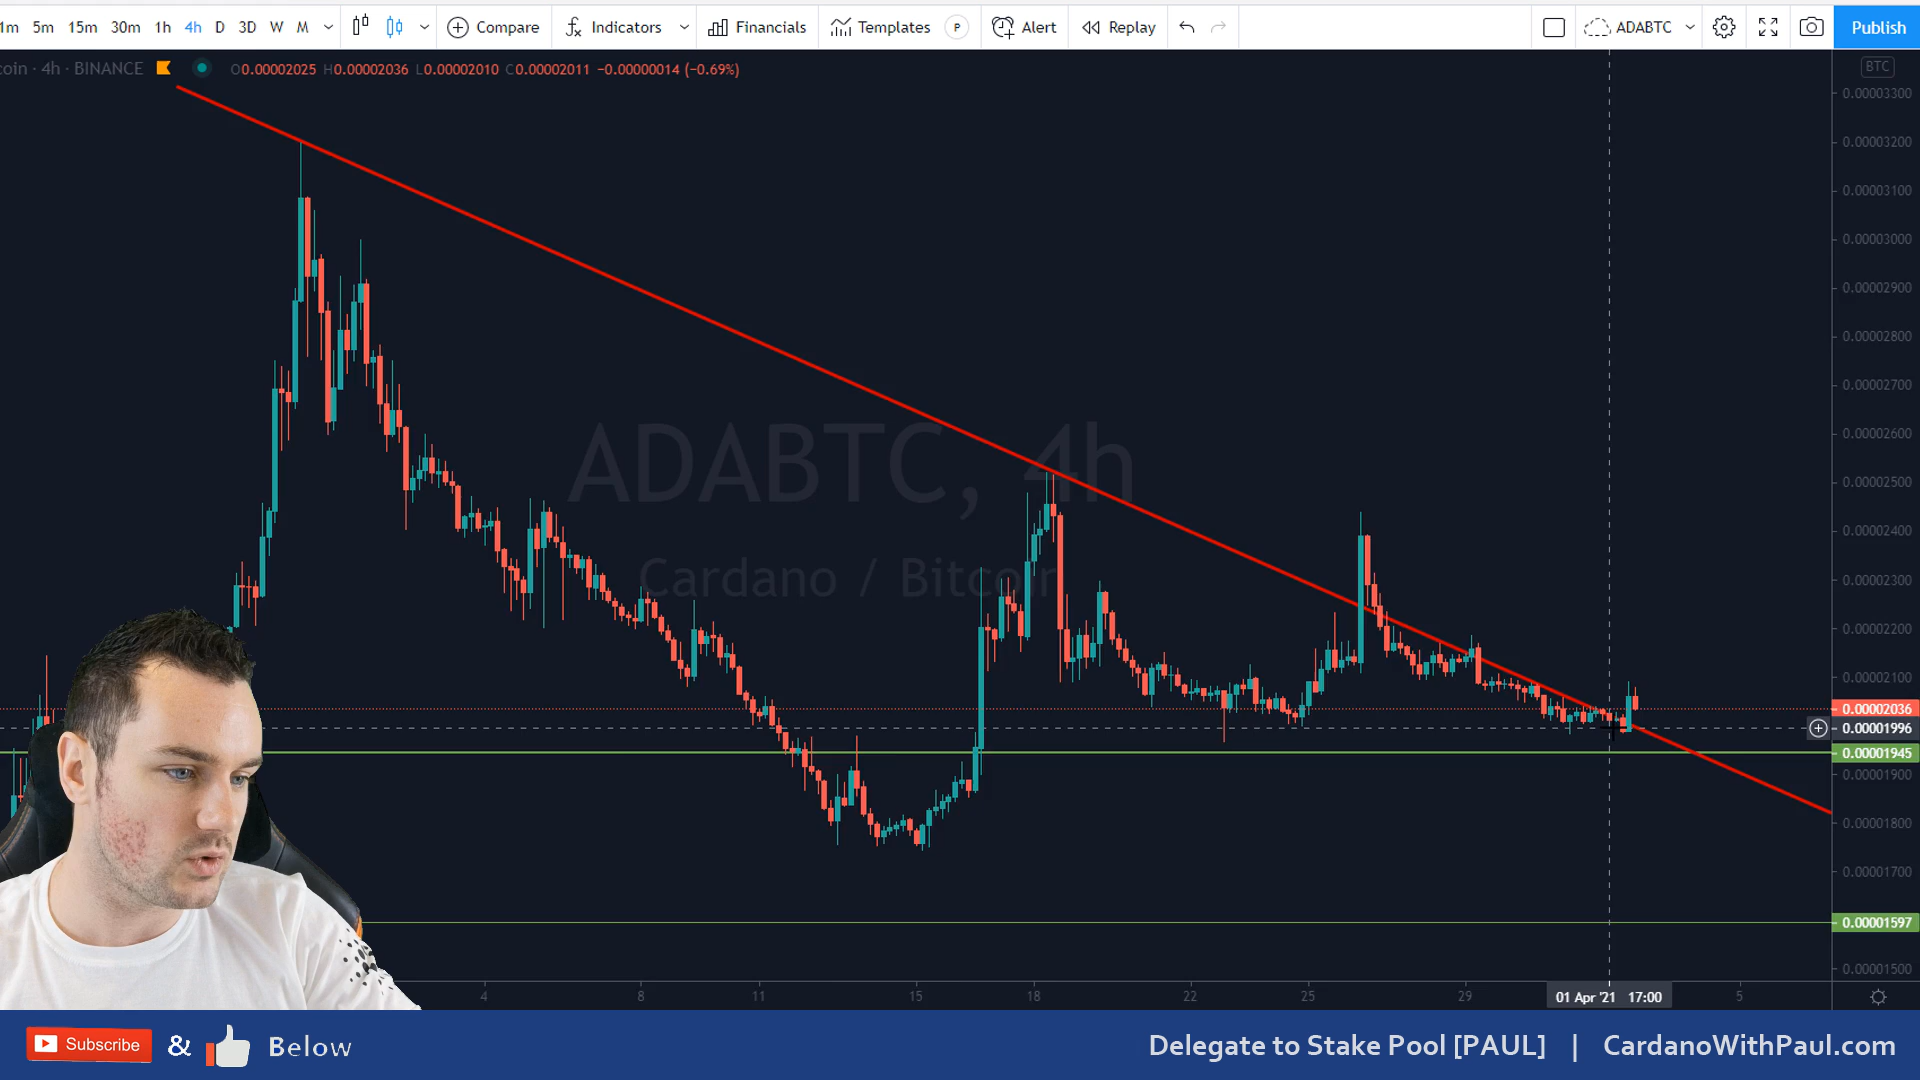 1m 5m 15m 30m 1h 4h D 3D W M Compare Indicators Financials Templates P Alert Replay ADABTC Publish
coin · 4h · BINANCE O0.00002025 H0.00002036 L0.00002010 C0.00002011 −0.00000014 (−0.69%)
BTC
0.00003300
0.00003200
0.00003100
0.00003000
0.00002900
0.00002800
0.00002700
0.00002600
0.00002500
0.00002400
0.00002300
0.00002200
0.00002100
0.00002036
0.00001996
0.00001945
0.00001900
0.00001800
0.00001700
0.00001597
0.00001500
ADABTC, 4h
Cardano / Bitcoin
4 8 11 15 18 22 25 29 01 Apr '21 17:00 5
Subscribe & Below
Delegate to Stake Pool [PAUL] | CardanoWithPaul.com